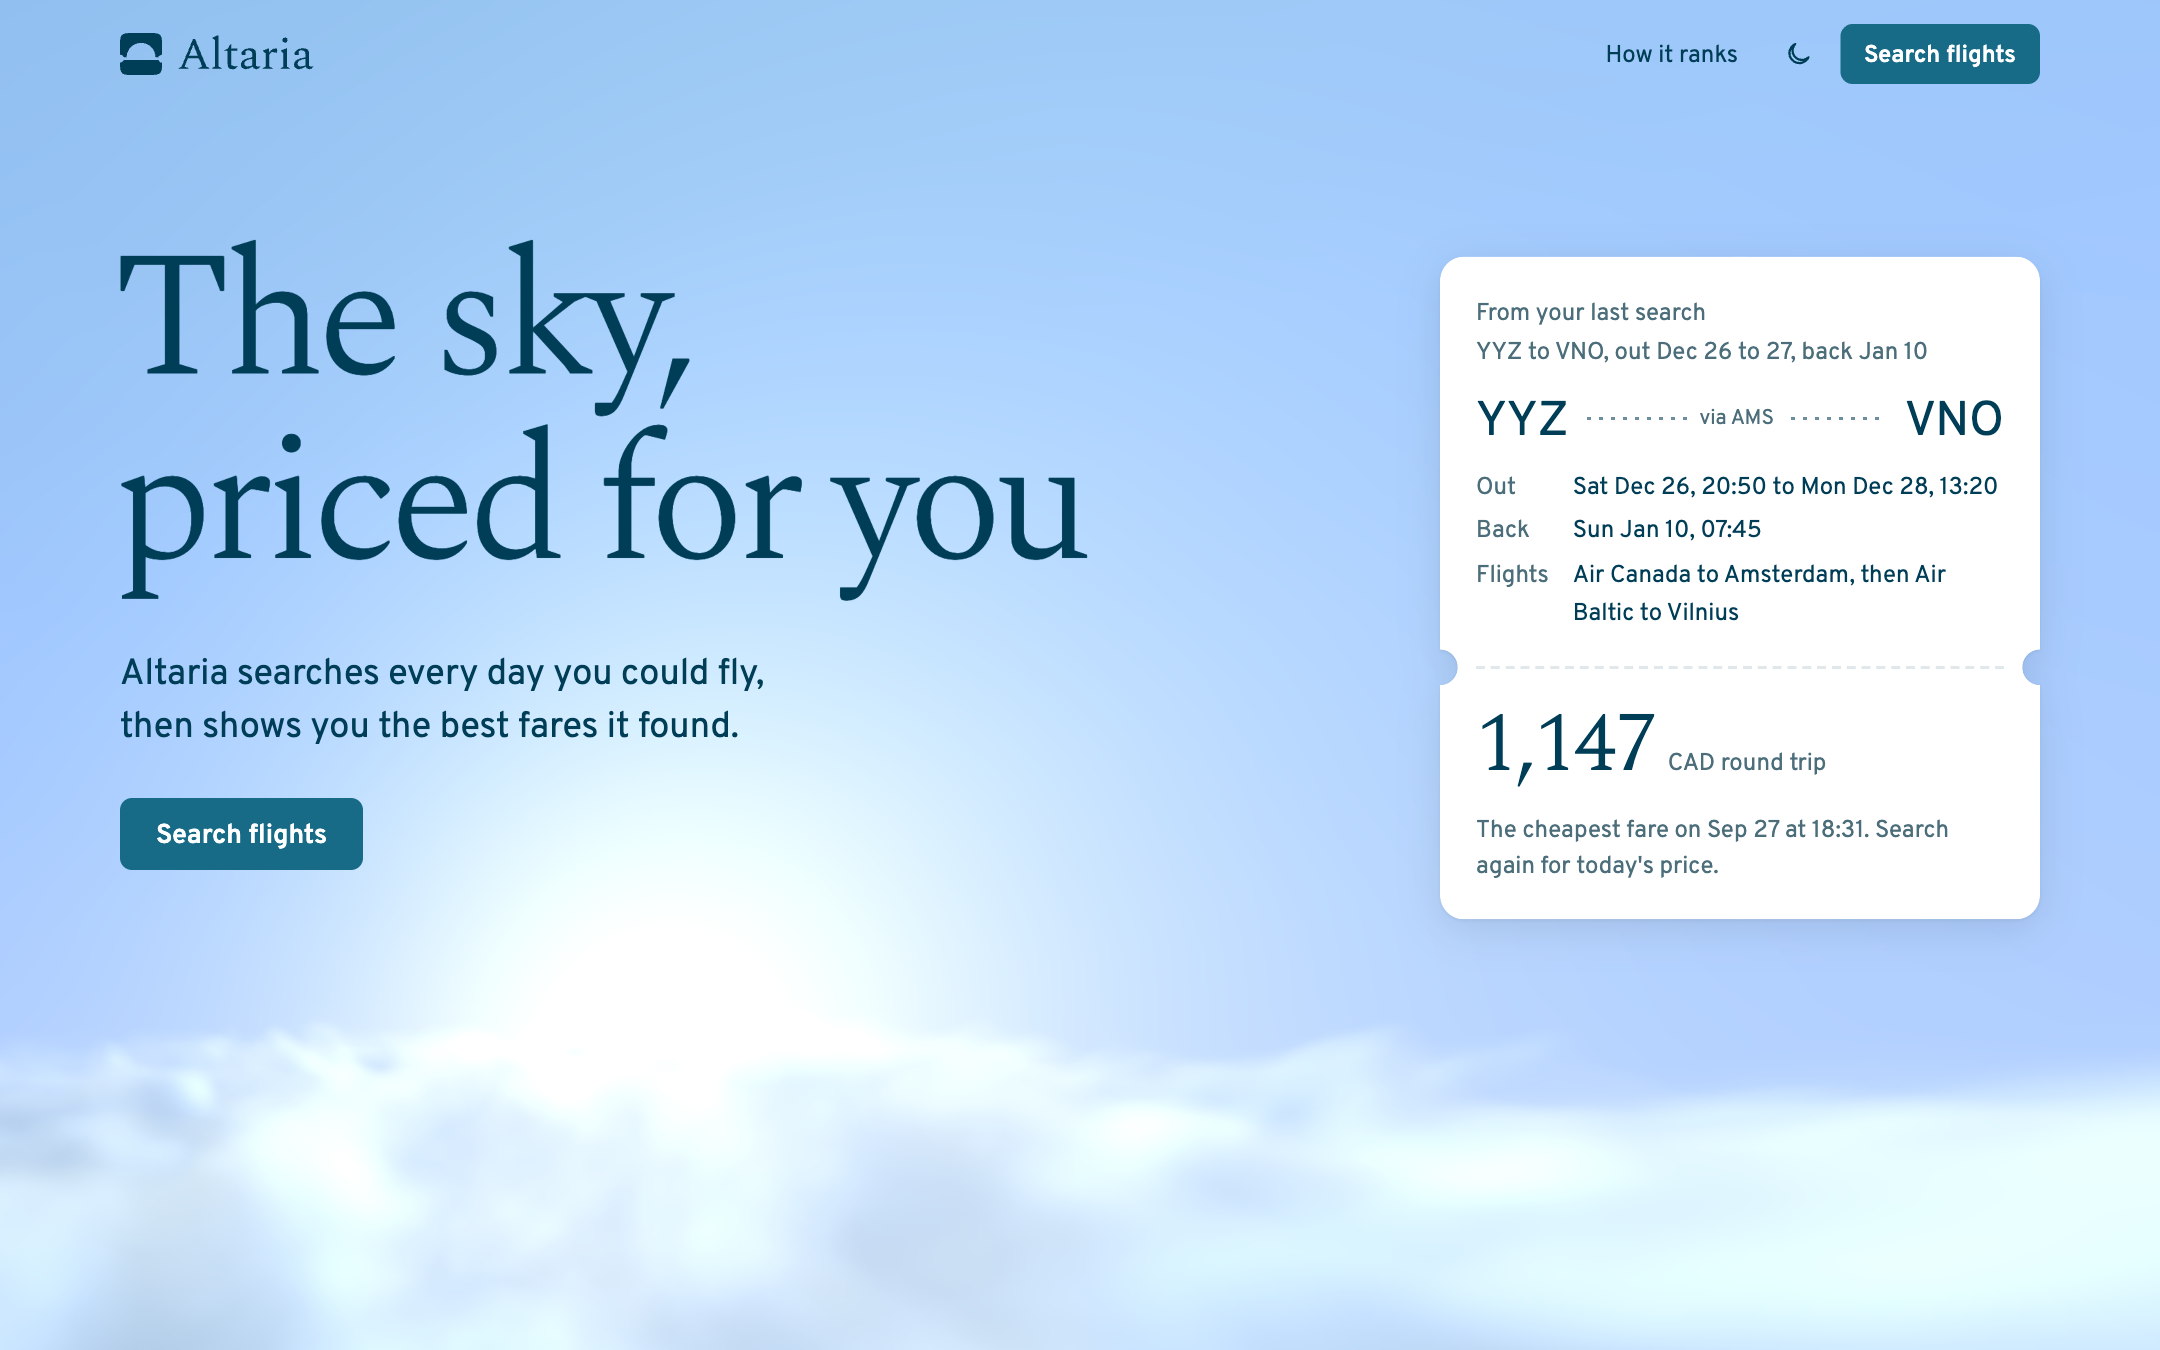 Altaria
How it ranks
Search flights
The sky,
priced for you
Altaria searches every day you could fly,
then shows you the best fares it found.
Search flights
From your last search
YYZ to VNO, out Dec 26 to 27, back Jan 10
YYZ via AMS VNO
Out Sat Dec 26, 20:50 to Mon Dec 28, 13:20
Back Sun Jan 10, 07:45
Flights Air Canada to Amsterdam, then Air
Baltic to Vilnius
1,147 CAD round trip
The cheapest fare on Sep 27 at 18:31. Search
again for today's price.